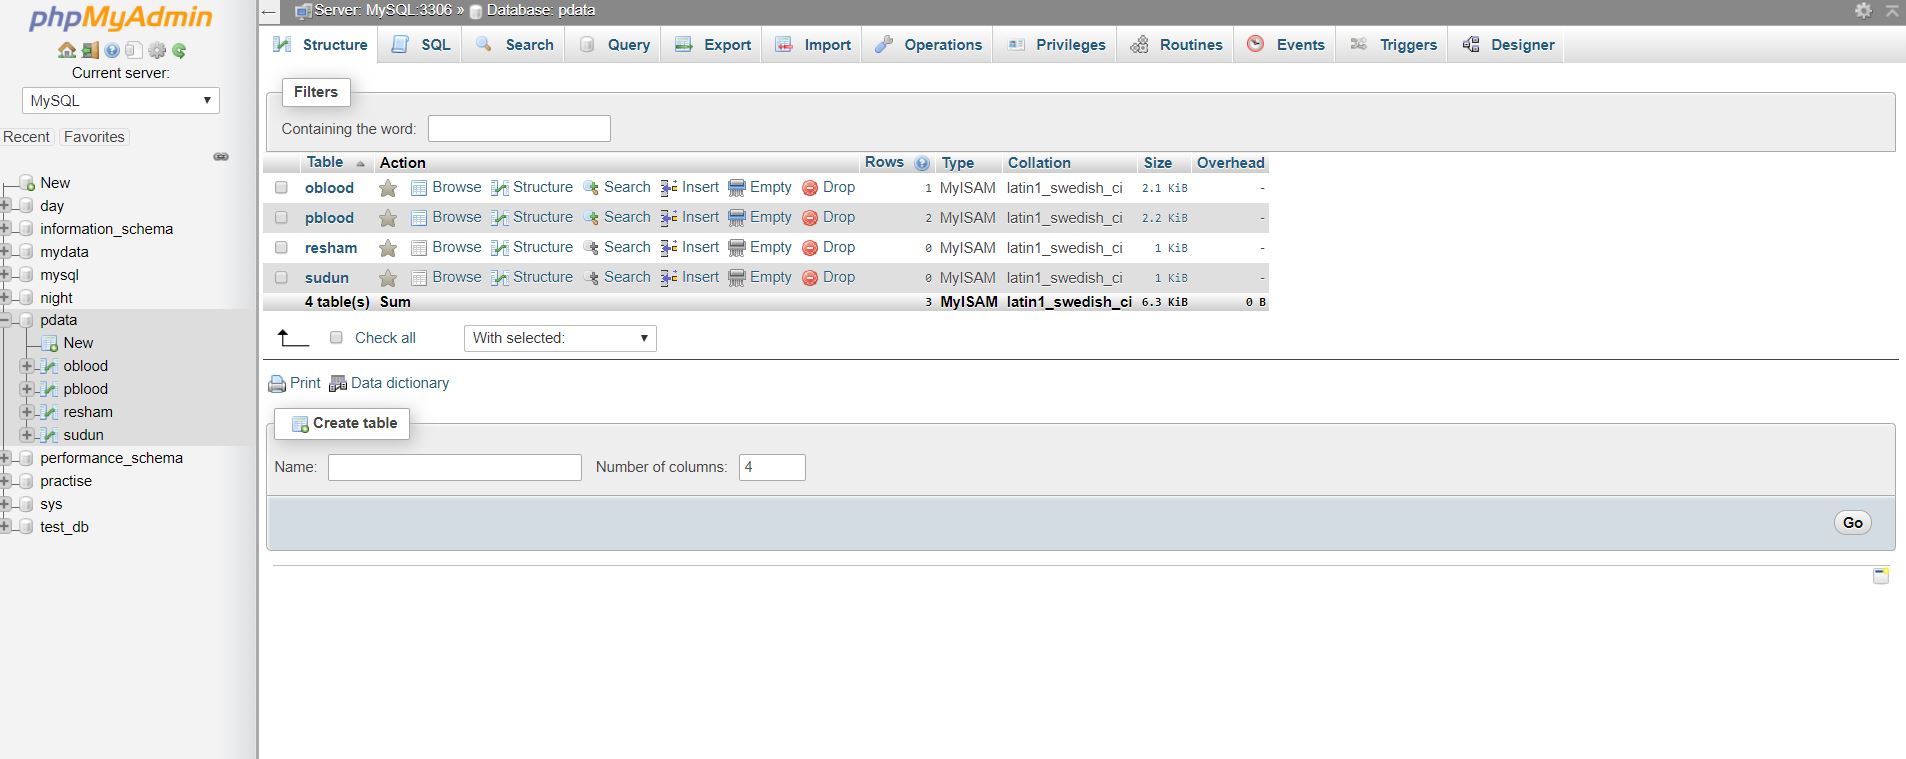 phpMyAdmin
Current server:
MySQL
Recent Favorites
New
day
information_schema
mydata
mysql
night
pdata
New
oblood
pblood
resham
sudun
performance_schema
practise
sys
test_db
Server: MySQL:3306 » Database: pdata
Structure SQL Search Query Export Import Operations Privileges Routines Events Triggers Designer
Filters
Containing the word:
Table Action Rows Type Collation Size Overhead
oblood Browse Structure Search Insert Empty Drop 1 MyISAM latin1_swedish_ci 2.1 KiB -
pblood Browse Structure Search Insert Empty Drop 2 MyISAM latin1_swedish_ci 2.2 KiB -
resham Browse Structure Search Insert Empty Drop 0 MyISAM latin1_swedish_ci 1 KiB -
sudun Browse Structure Search Insert Empty Drop 0 MyISAM latin1_swedish_ci 1 KiB -
4 table(s) Sum 3 MyISAM latin1_swedish_ci 6.3 KiB 0 B
Check all With selected:
Print Data dictionary
Create table
Name: Number of columns: 4
Go